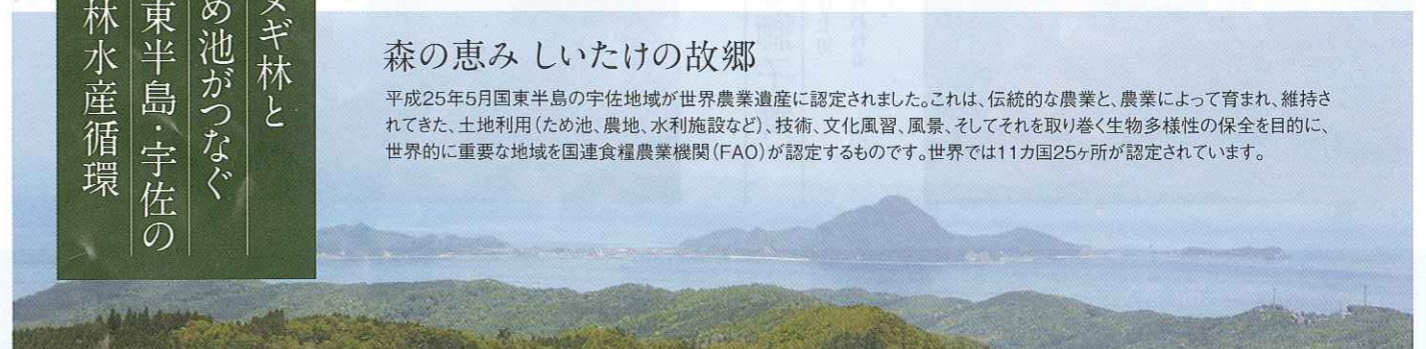 ギ林と
め池がつなぐ
東半島・宇佐の
林水産循環
森の恵み しいたけの故郷
平成25年5月国東半島の宇佐地域が世界農業遺産に認定されました。これは、伝統的な農業と、農業によって育まれ、維持さ
れてきた、土地利用（ため池、農地、水利施設など）、技術、文化風習、風景、そしてそれを取り巻く生物多様性の保全を目的に、
世界的に重要な地域を国連食糧農業機関（FAO）が認定するものです。世界では11カ国25ヶ所が認定されています。